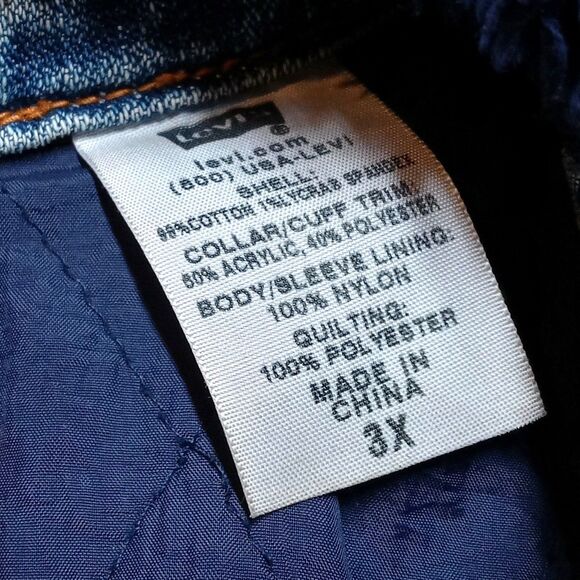 Levi's ®
levi.com
(800) USA-LEVI
SHELL:
99%COTTON 1%LYCRA® SPANDEX
COLLAR/CUFF TRIM:
60% ACRYLIC, 40% POLYESTER
BODY/SLEEVE LINING:
100% NYLON
QUILTING:
100% POLYESTER
MADE IN
CHINA
3X